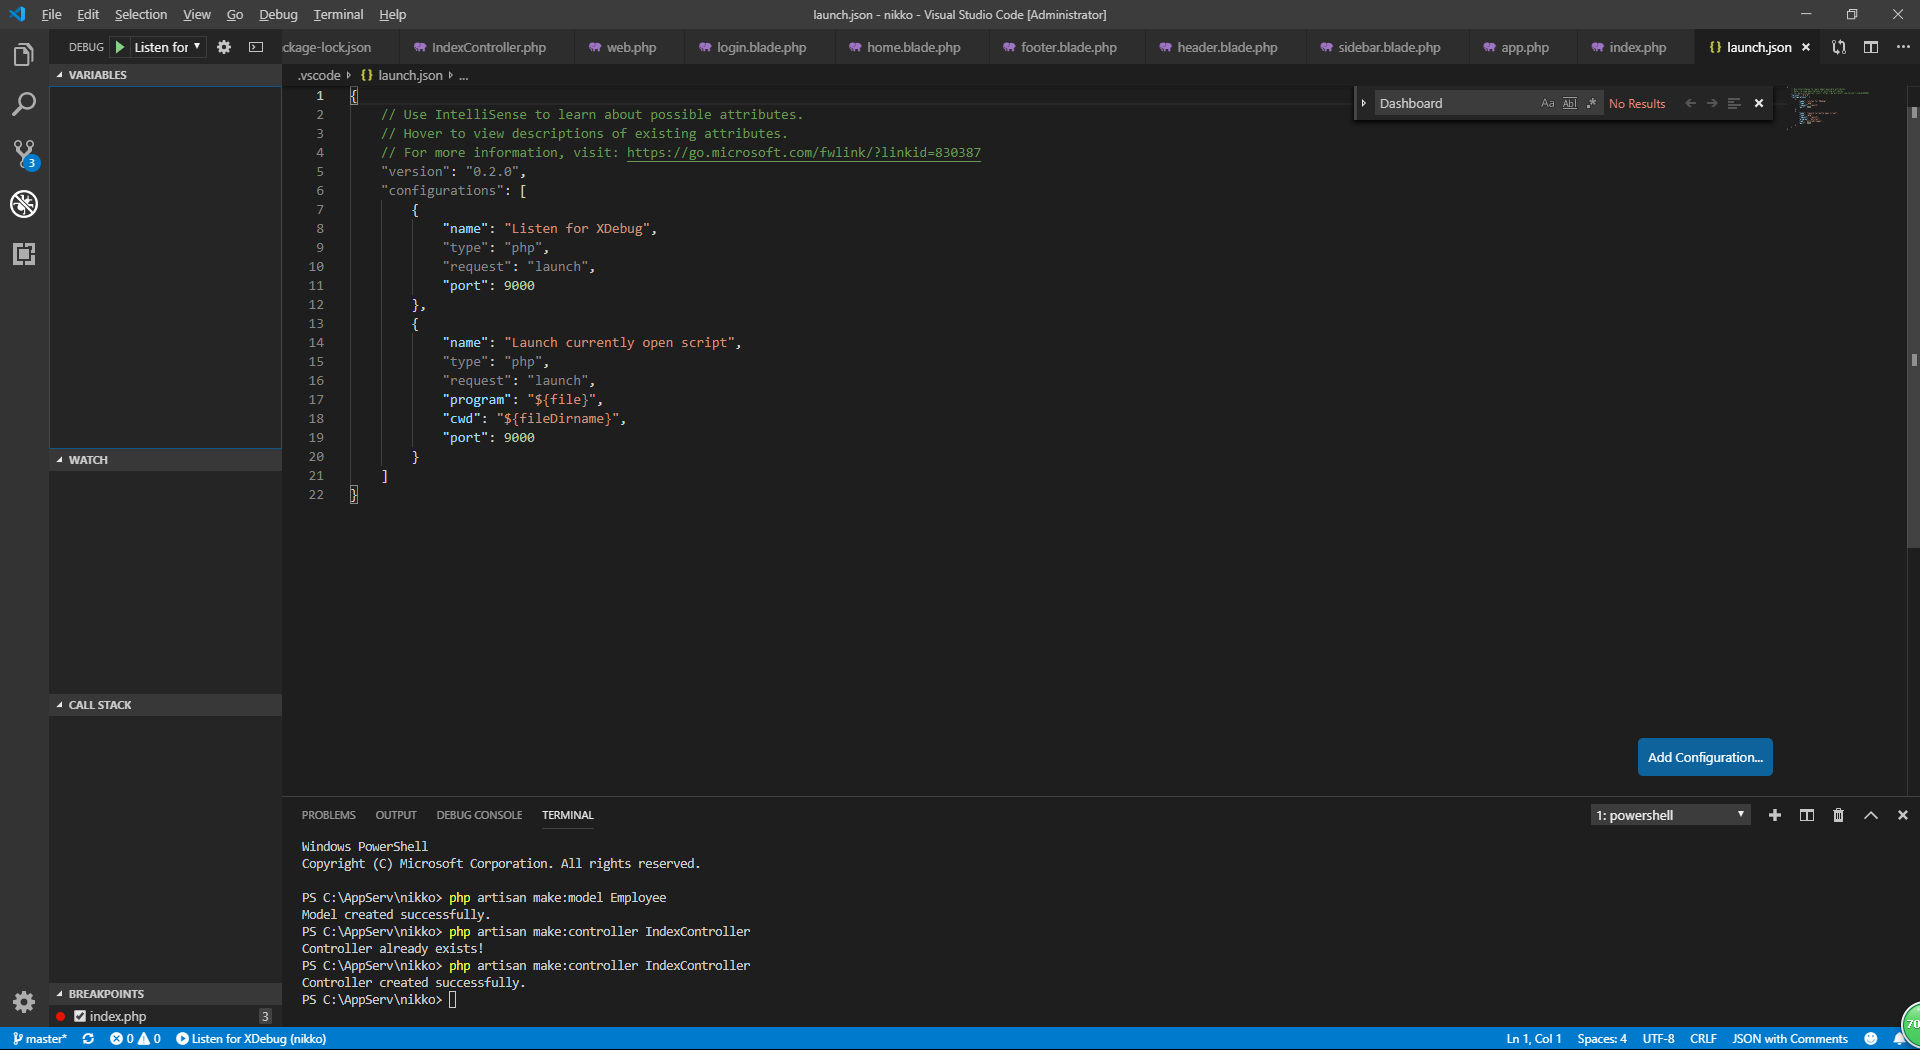 File Edit Selection View Go Debug Terminal Help
launch.json - nikko - Visual Studio Code [Administrator]
DEBUG Listen for
ckage-lock.json IndexController.php web.php login.blade.php home.blade.php footer.blade.php header.blade.php sidebar.blade.php app.php index.php {} launch.json
VARIABLES
.vscode {} launch.json ...
Dashboard Aa Abl .* No Results
1 {
2 // Use IntelliSense to learn about possible attributes.
3 // Hover to view descriptions of existing attributes.
4 // For more information, visit: https://go.microsoft.com/fwlink/?linkid=830387
5 "version": "0.2.0",
6 "configurations": [
7 {
8 "name": "Listen for XDebug",
9 "type": "php",
10 "request": "launch",
11 "port": 9000
12 },
13 {
14 "name": "Launch currently open script",
15 "type": "php",
16 "request": "launch",
17 "program": "${file}",
18 "cwd": "${fileDirname}",
19 "port": 9000
20 }
21 ]
22 }
3
WATCH
CALL STACK
BREAKPOINTS
index.php 3
Add Configuration...
PROBLEMS OUTPUT DEBUG CONSOLE TERMINAL
1: powershell
Windows PowerShell
Copyright (C) Microsoft Corporation. All rights reserved.
PS C:\AppServ\nikko> php artisan make:model Employee
Model created successfully.
PS C:\AppServ\nikko> php artisan make:controller IndexController
Controller already exists!
PS C:\AppServ\nikko> php artisan make:controller IndexController
Controller created successfully.
PS C:\AppServ\nikko>
master* 0 0 Listen for XDebug (nikko)
Ln 1, Col 1 Spaces: 4 UTF-8 CRLF JSON with Comments
70